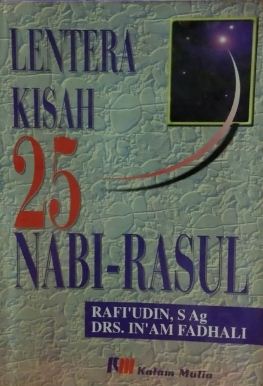 LENTERA
KISAH
25
NABI-RASUL
RAFI'UDIN, S Ag
DRS. IN'AM FADHALI
KM Kalam Mulia